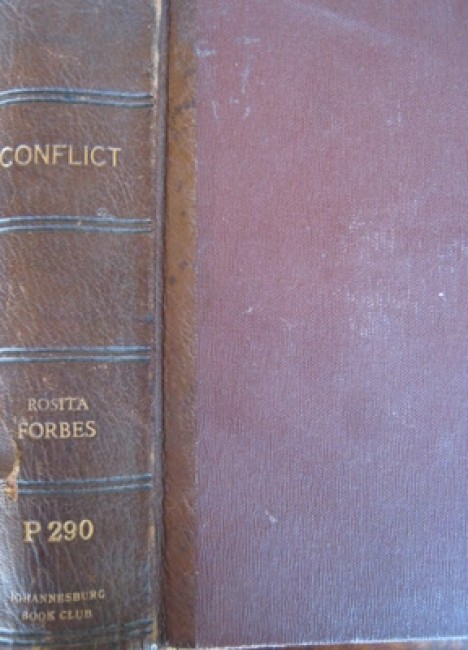 CONFLICT
ROSITA
FORBES
P 290
JOHANNESBURG
BOOK CLUB